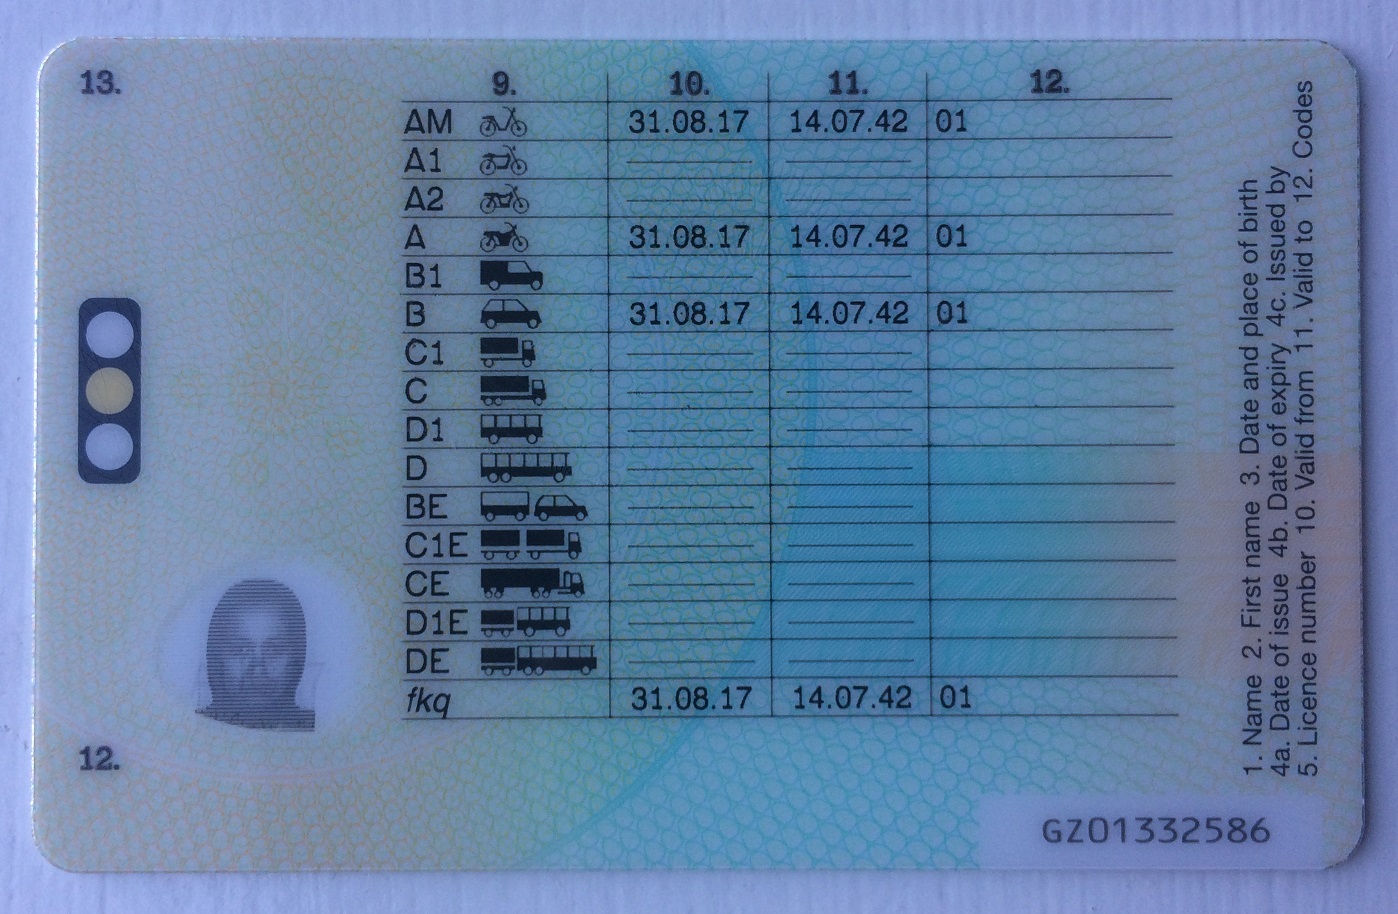 13.
9. 10. 11. 12.
AM 31.08.17 14.07.42 01
A1
A2
A 31.08.17 14.07.42 01
B1
B 31.08.17 14.07.42 01
C1
C
D1
D
BE
C1E
CE
D1E
DE
fkq 31.08.17 14.07.42 01
12.
1. Name 2. First name 3. Date and place of birth
4a. Date of issue 4b. Date of expiry 4c. Issued by
5. Licence number 10. Valid from 11. Valid to 12. Codes
GZ01332586